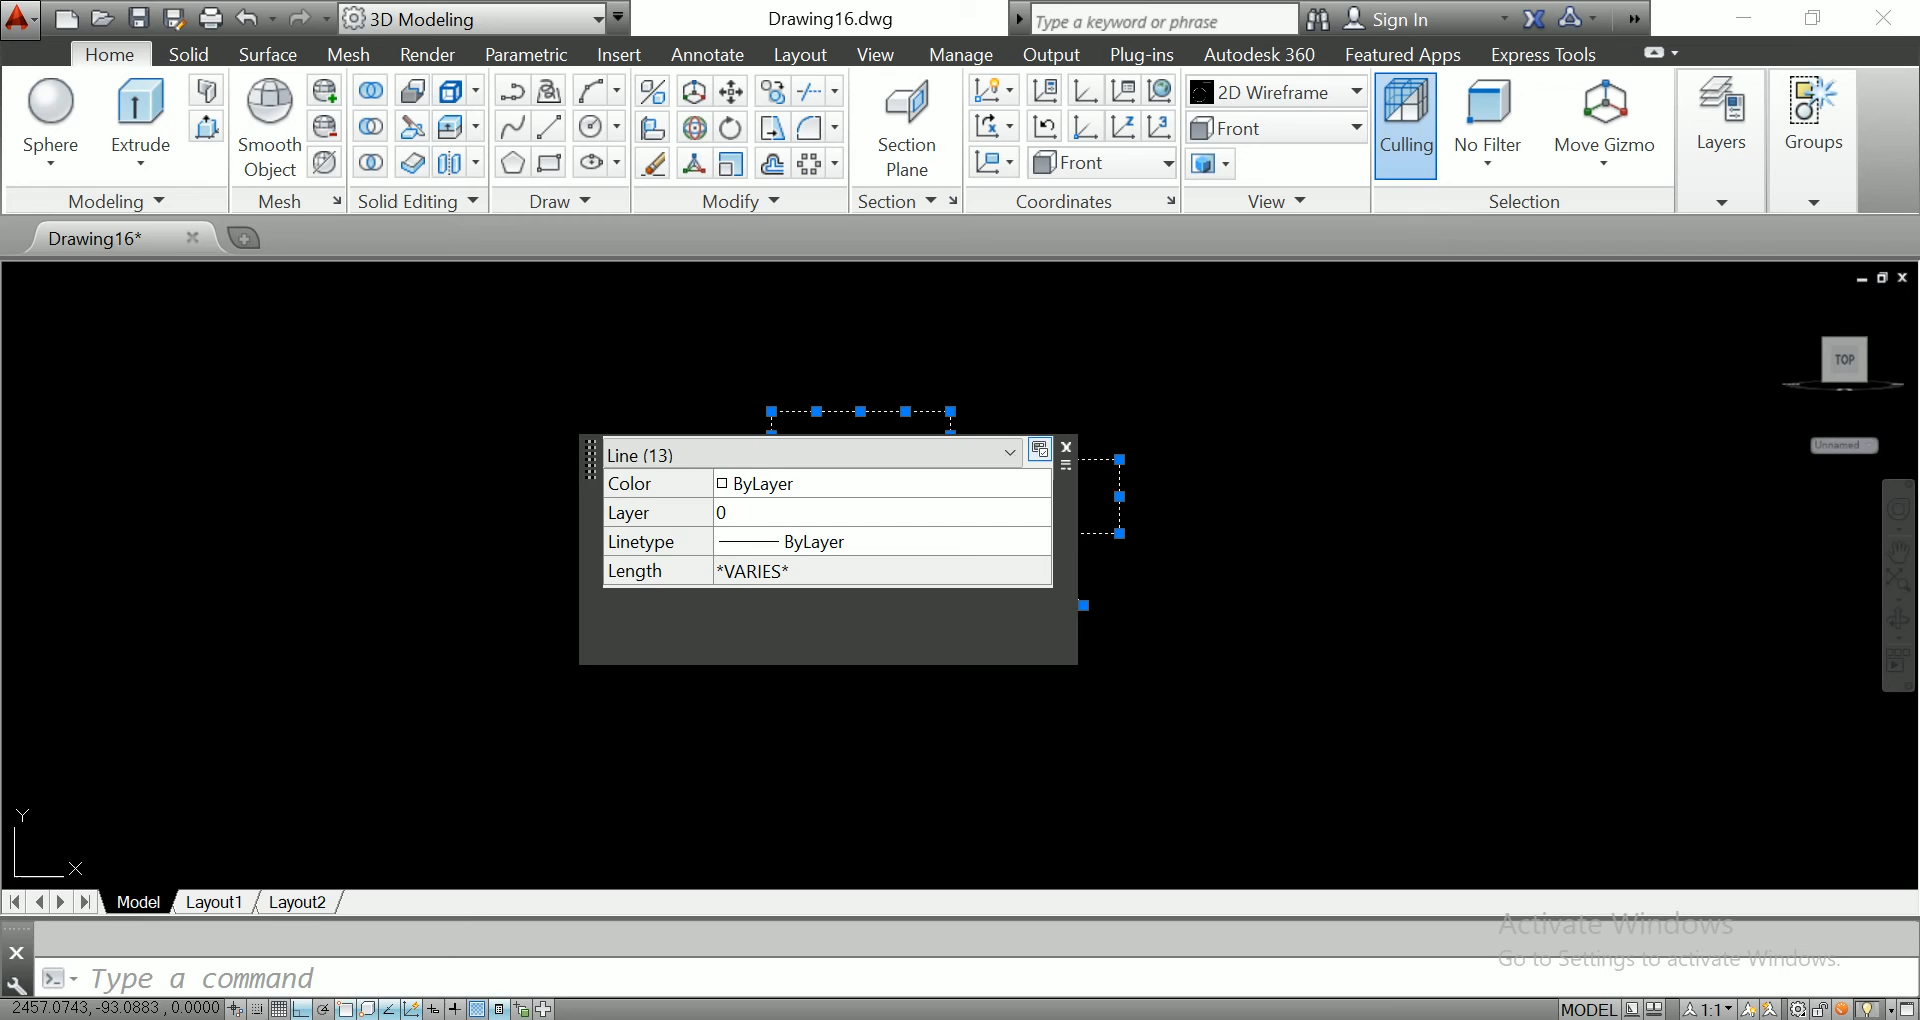 3D Modeling
Drawing16.dwg
Type a keyword or phrase
Sign In
Home Solid Surface Mesh Render Parametric Insert Annotate Layout View Manage Output Plug-ins Autodesk 360 Featured Apps Express Tools
Sphere
Extrude
Smooth
Object
Section
Plane
Front
2D Wireframe
Front
Culling
No Filter
Move Gizmo
Layers
Groups
Modeling
Mesh
Solid Editing
Draw
Modify
Section
Coordinates
View
Selection
Drawing16*
TOP
Unnamed
Line (13)
Color ByLayer
Layer 0
Linetype ByLayer
Length *VARIES*
Y
X
Model Layout1 Layout2
Activate Windows
Go to Settings to activate Windows.
Type a command
2457.0743, -93.0883, 0.0000
MODEL
1:1